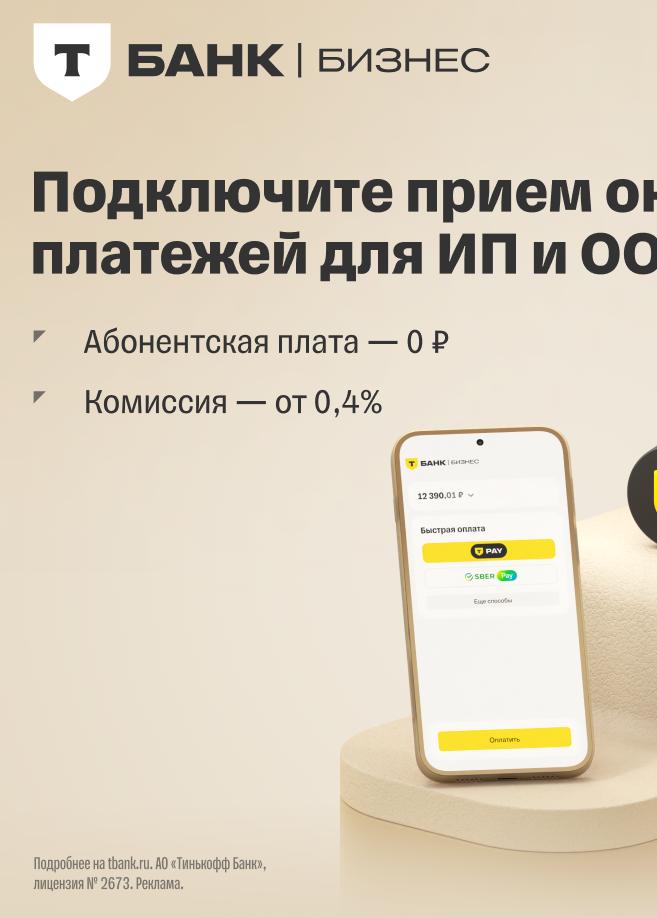 Т БАНК | БИЗНЕС
Подключите прием
платежей для ИП и
Абонентская плата — 0 ₽
Комиссия — от 0,4%
Т БАНК | БИЗНЕС
12 390,01 ₽
Быстрая оплата
Т PAY
SBER Pay
Еще способы
Оплатить
Подробнее на tbank.ru. АО «Тинькофф Банк»,
лицензия № 2673. Реклама.